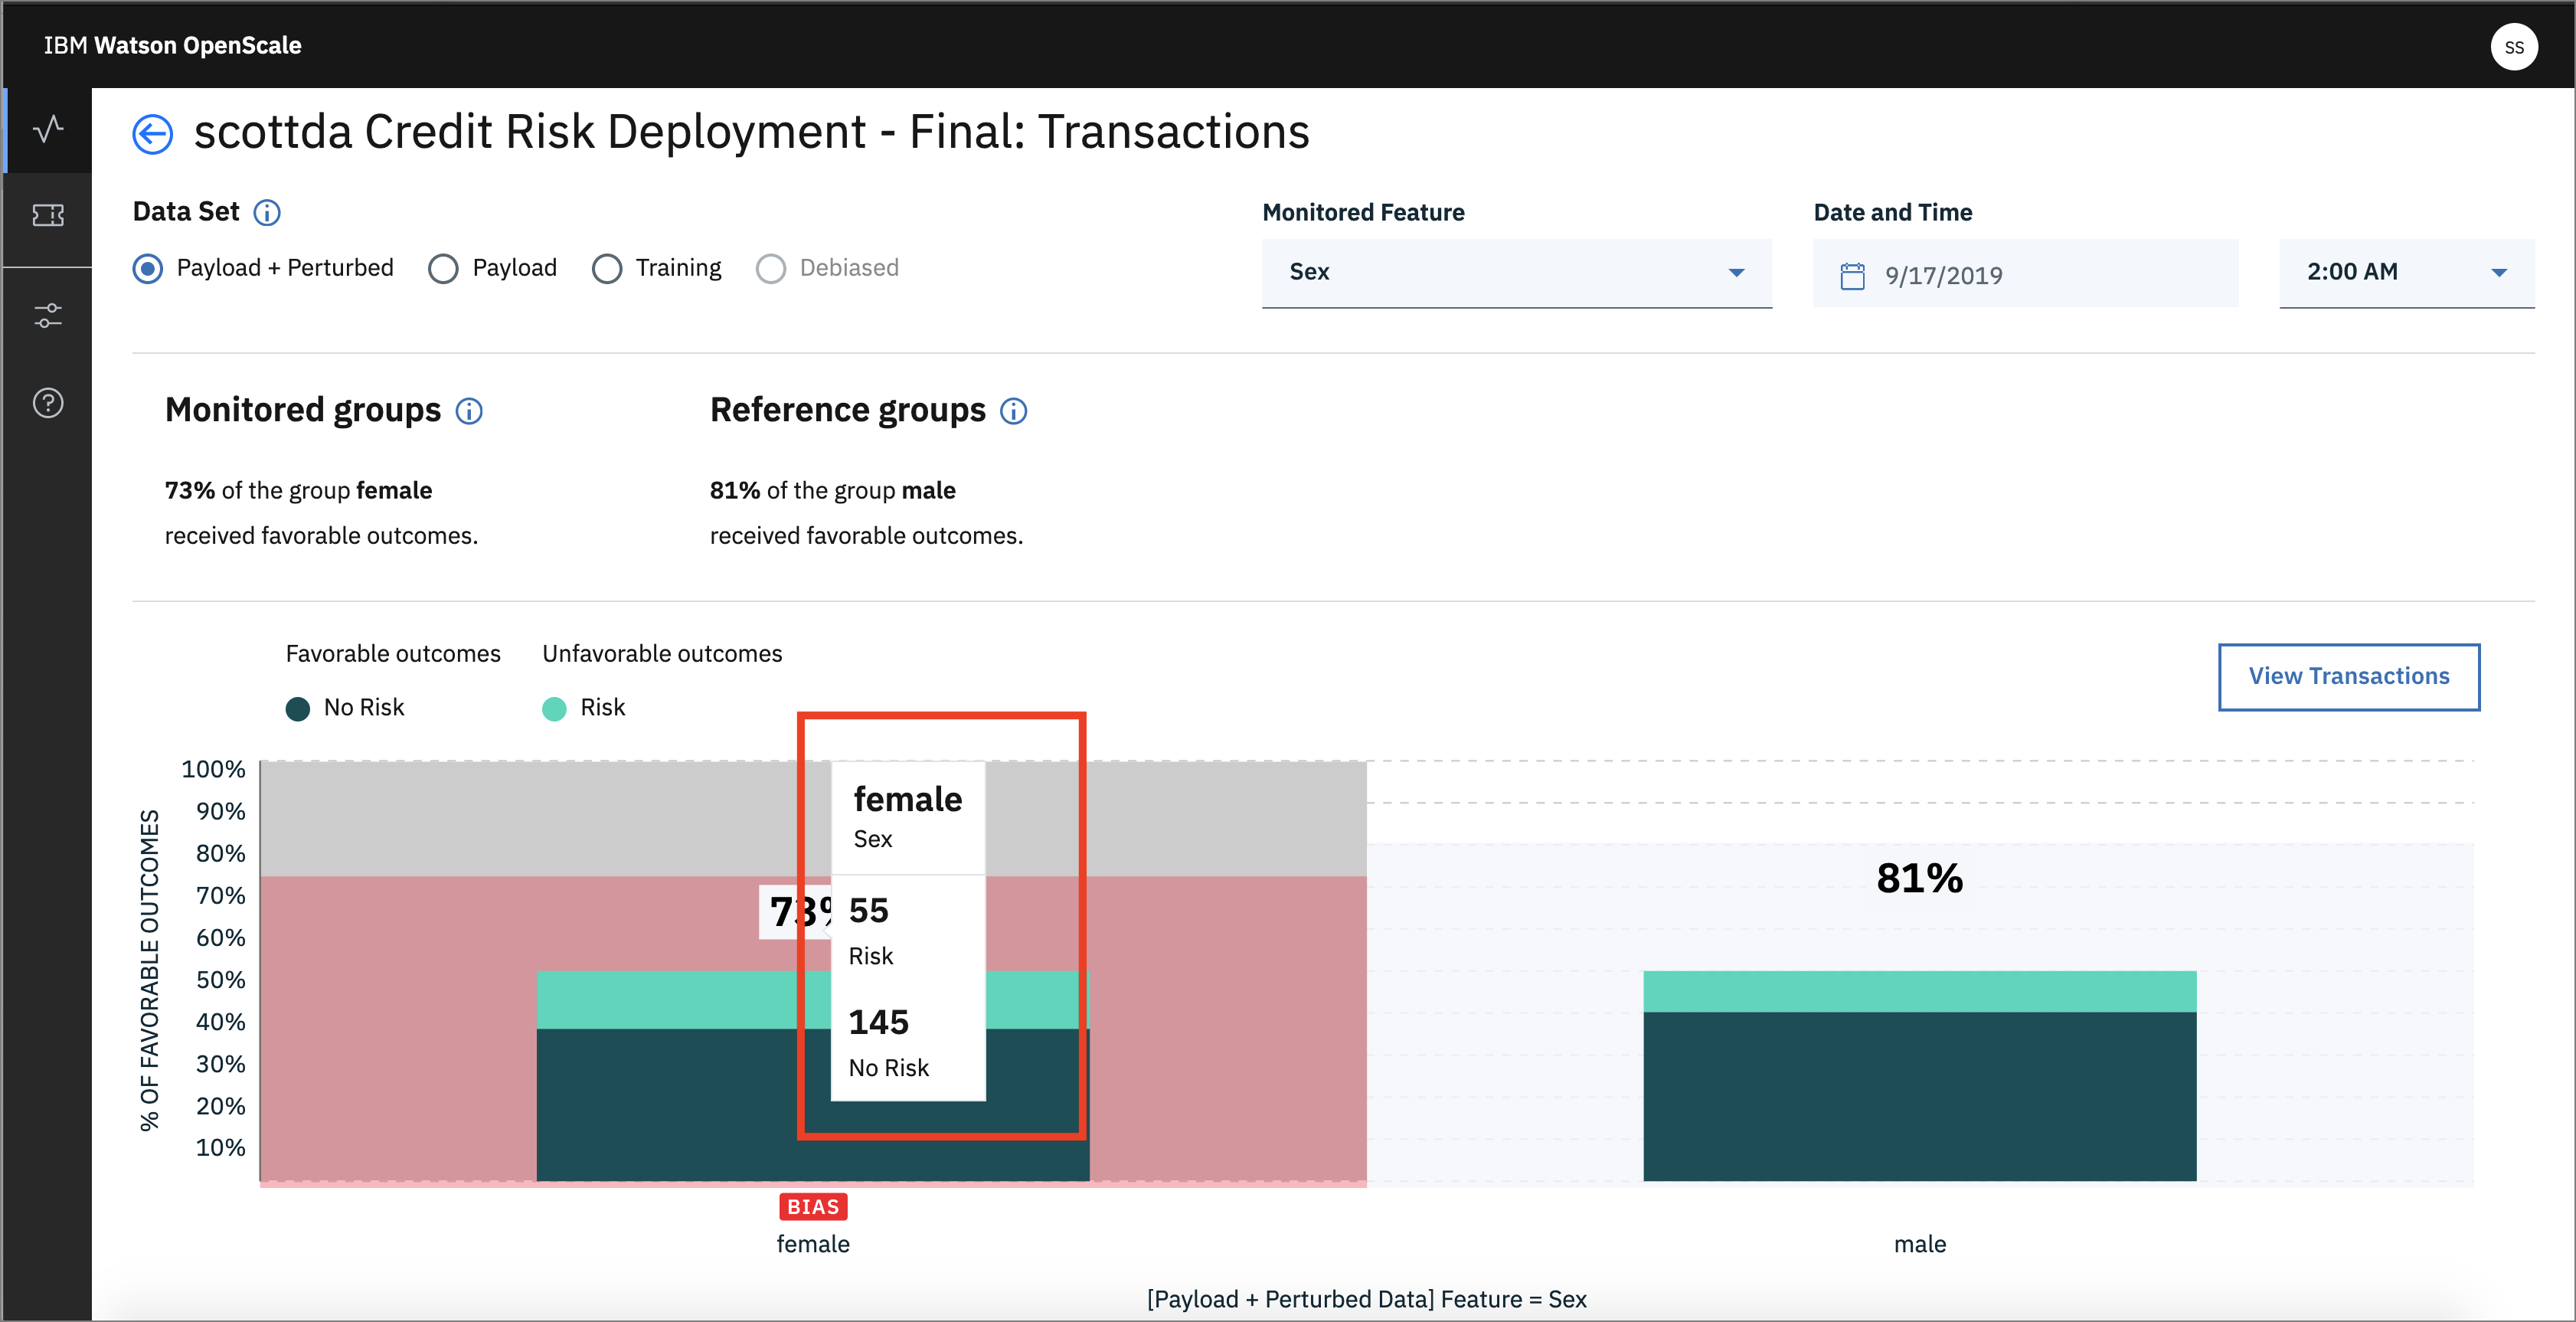 IBM Watson OpenScale
SS
scottda Credit Risk Deployment - Final: Transactions
Data Set
Payload + Perturbed
Payload
Training
Debiased
Monitored Feature
Sex
Date and Time
9/17/2019
2:00 AM
Monitored groups
Reference groups
73% of the group female
received favorable outcomes.
81% of the group male
received favorable outcomes.
Favorable outcomes
Unfavorable outcomes
No Risk
Risk
View Transactions
% OF FAVORABLE OUTCOMES
100%
90%
80%
70%
60%
50%
40%
30%
20%
10%
73%
female
Sex
55
Risk
145
No Risk
81%
BIAS
female
male
[Payload + Perturbed Data] Feature = Sex